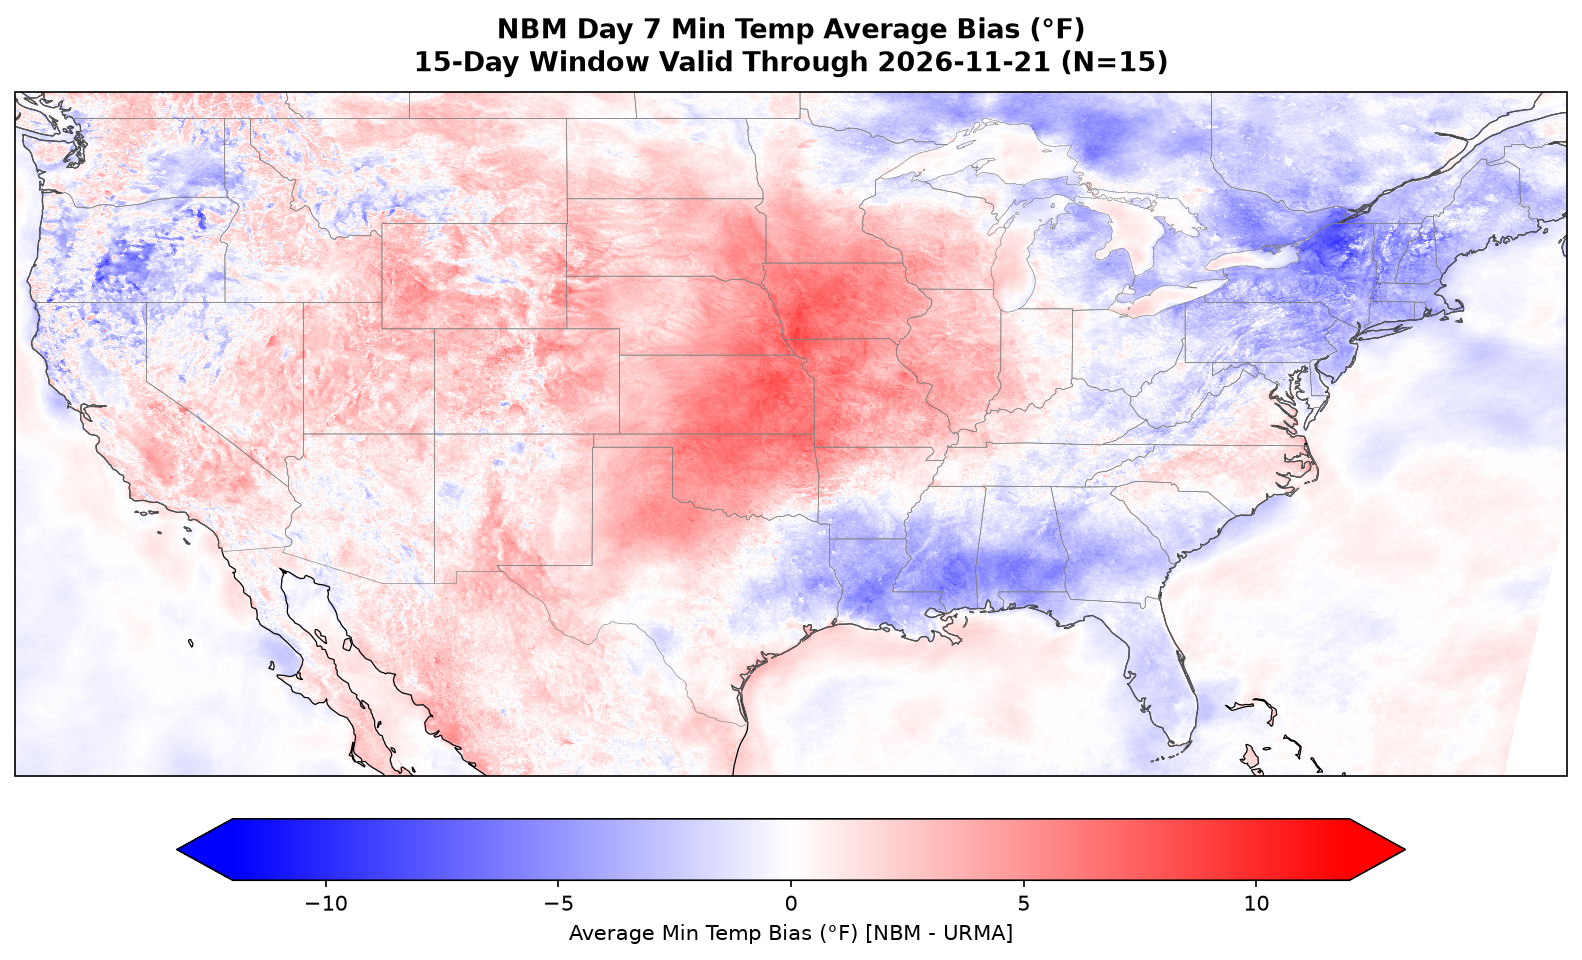 NBM Day 7 Min Temp Average Bias (°F)
15-Day Window Valid Through 2026-11-21 (N=15)
−10 −5 0 5 10
Average Min Temp Bias (°F) [NBM - URMA]